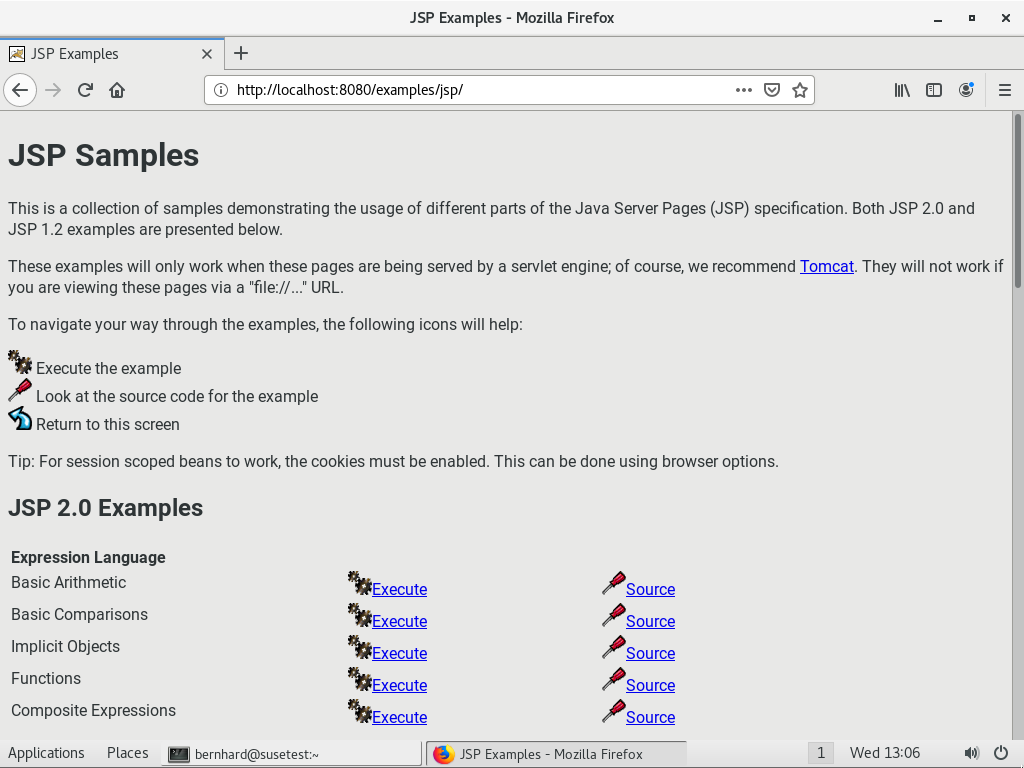 JSP Examples - Mozilla Firefox
JSP Examples
http://localhost:8080/examples/jsp/
JSP Samples
This is a collection of samples demonstrating the usage of different parts of the Java Server Pages (JSP) specification. Both JSP 2.0 and
JSP 1.2 examples are presented below.
These examples will only work when these pages are being served by a servlet engine; of course, we recommend Tomcat. They will not work if
you are viewing these pages via a "file://..." URL.
To navigate your way through the examples, the following icons will help:
Execute the example
Look at the source code for the example
Return to this screen
Tip: For session scoped beans to work, the cookies must be enabled. This can be done using browser options.
JSP 2.0 Examples
Expression Language
Basic Arithmetic Execute Source
Basic Comparisons Execute Source
Implicit Objects Execute Source
Functions Execute Source
Composite Expressions Execute Source
Applications Places bernhard@susetest:~ JSP Examples - Mozilla Firefox 1 Wed 13:06